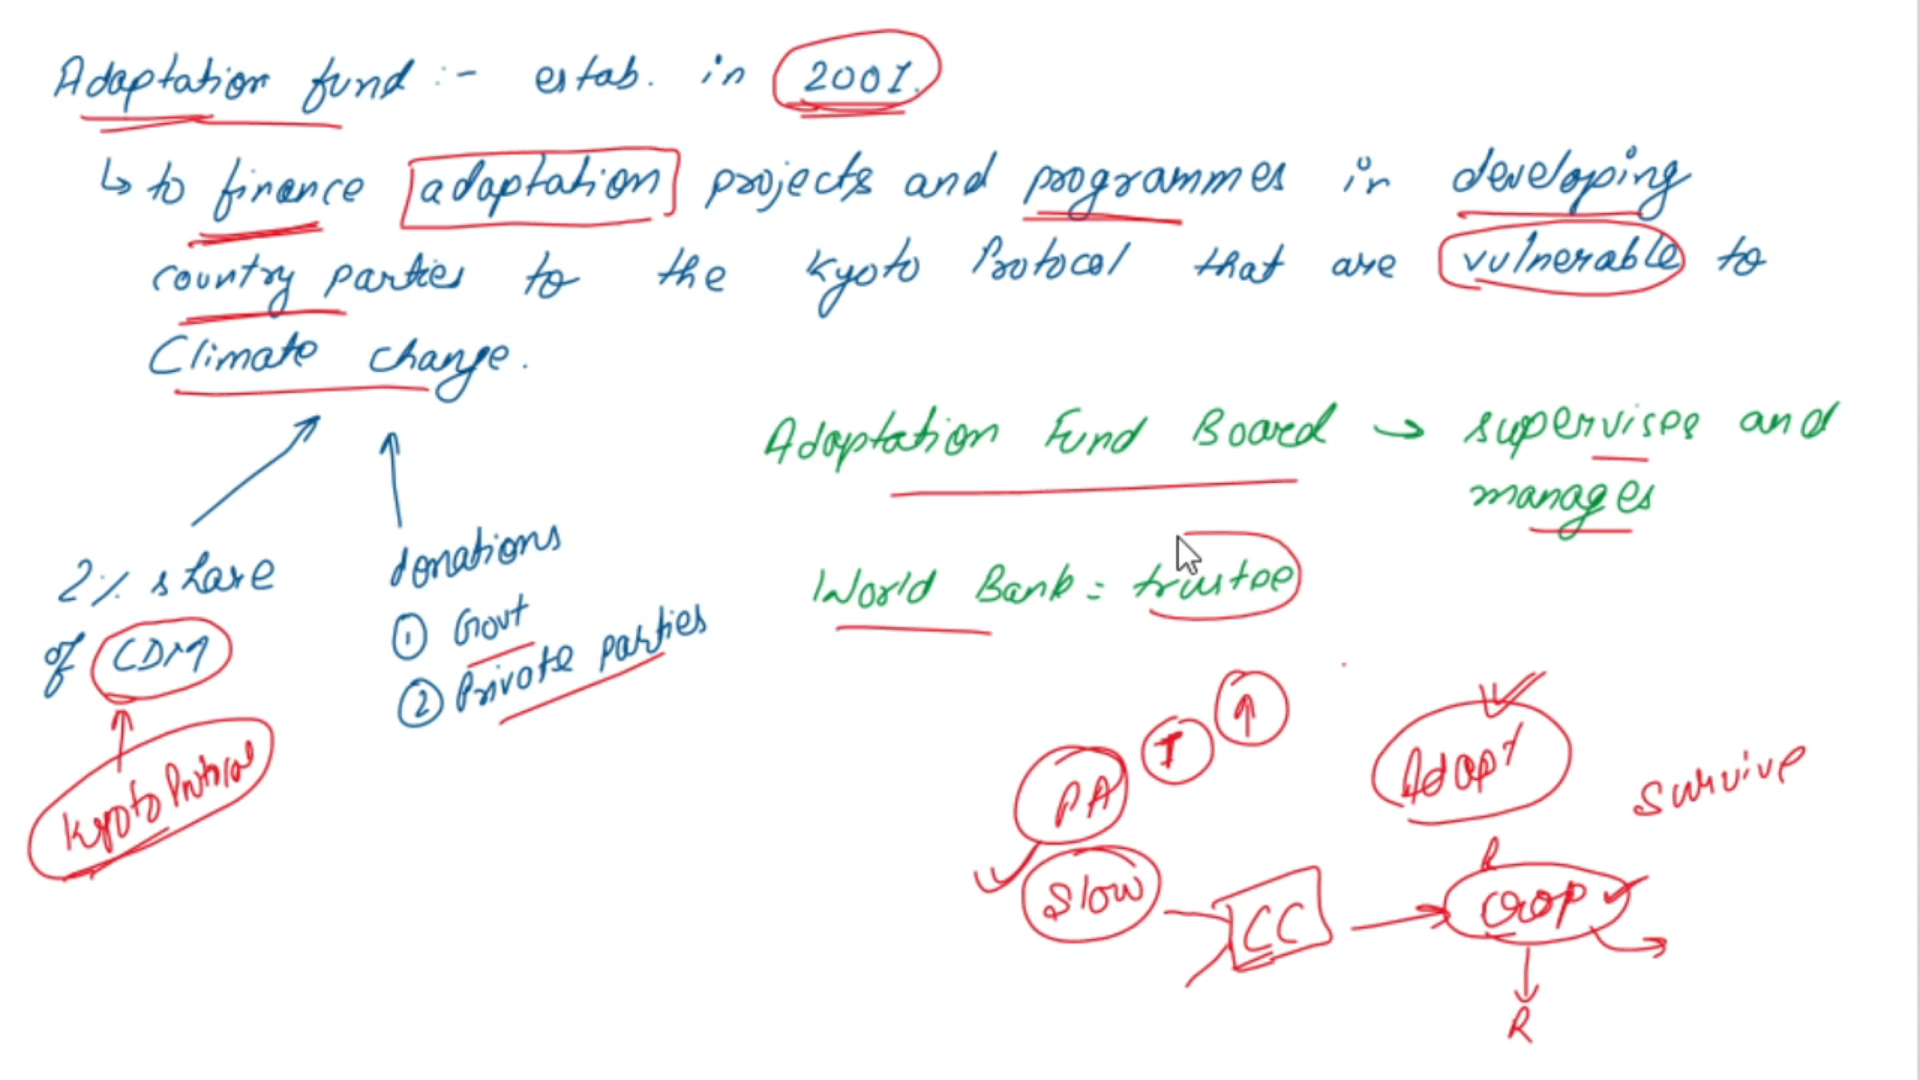 Adaptation fund :- estab. in 2001.
↳ to finance adaptation projects and programmes in developing
country parties to the Kyoto Protocol that are vulnerable to
Climate change.
Adaptation Fund Board → supervises and
manages
2% share
of CDM
donations
① Govt
② Private parties
World Bank = trustee
Kyoto Protocol
PA
T ↑
Adapt
survive
Slow
CC
R
crop
R